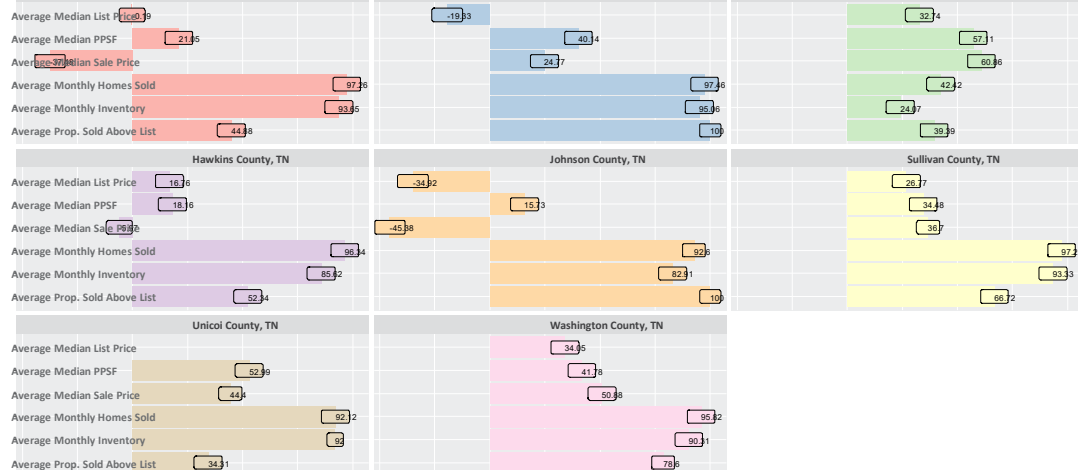 Average Median List Price -0.19 -19.33 32.74
Average Median PPSF 21.05 40.14 57.11
Average Median Sale Price 24.77 60.86
Average Monthly Homes Sold 97.26 97.46 42.42
Average Monthly Inventory 93.65 95.06 24.07
Average Prop. Sold Above List 44.88 100 39.39
Hawkins County, TN Johnson County, TN Sullivan County, TN
Average Median List Price 16.76 -34.92 26.77
Average Median PPSF 18.16 15.73 34.48
Average Median Sale Price -45.38 36.7
Average Monthly Homes Sold 96.34 92.6 97.2
Average Monthly Inventory 85.62 82.91 93.33
Average Prop. Sold Above List 52.34 100 66.72
Unicoi County, TN Washington County, TN
Average Median List Price 34.05
Average Median PPSF 52.99 41.78
Average Median Sale Price 44.4 50.88
Average Monthly Homes Sold 92.12 95.82
Average Monthly Inventory 92 90.31
Average Prop. Sold Above List 34.31 78.6